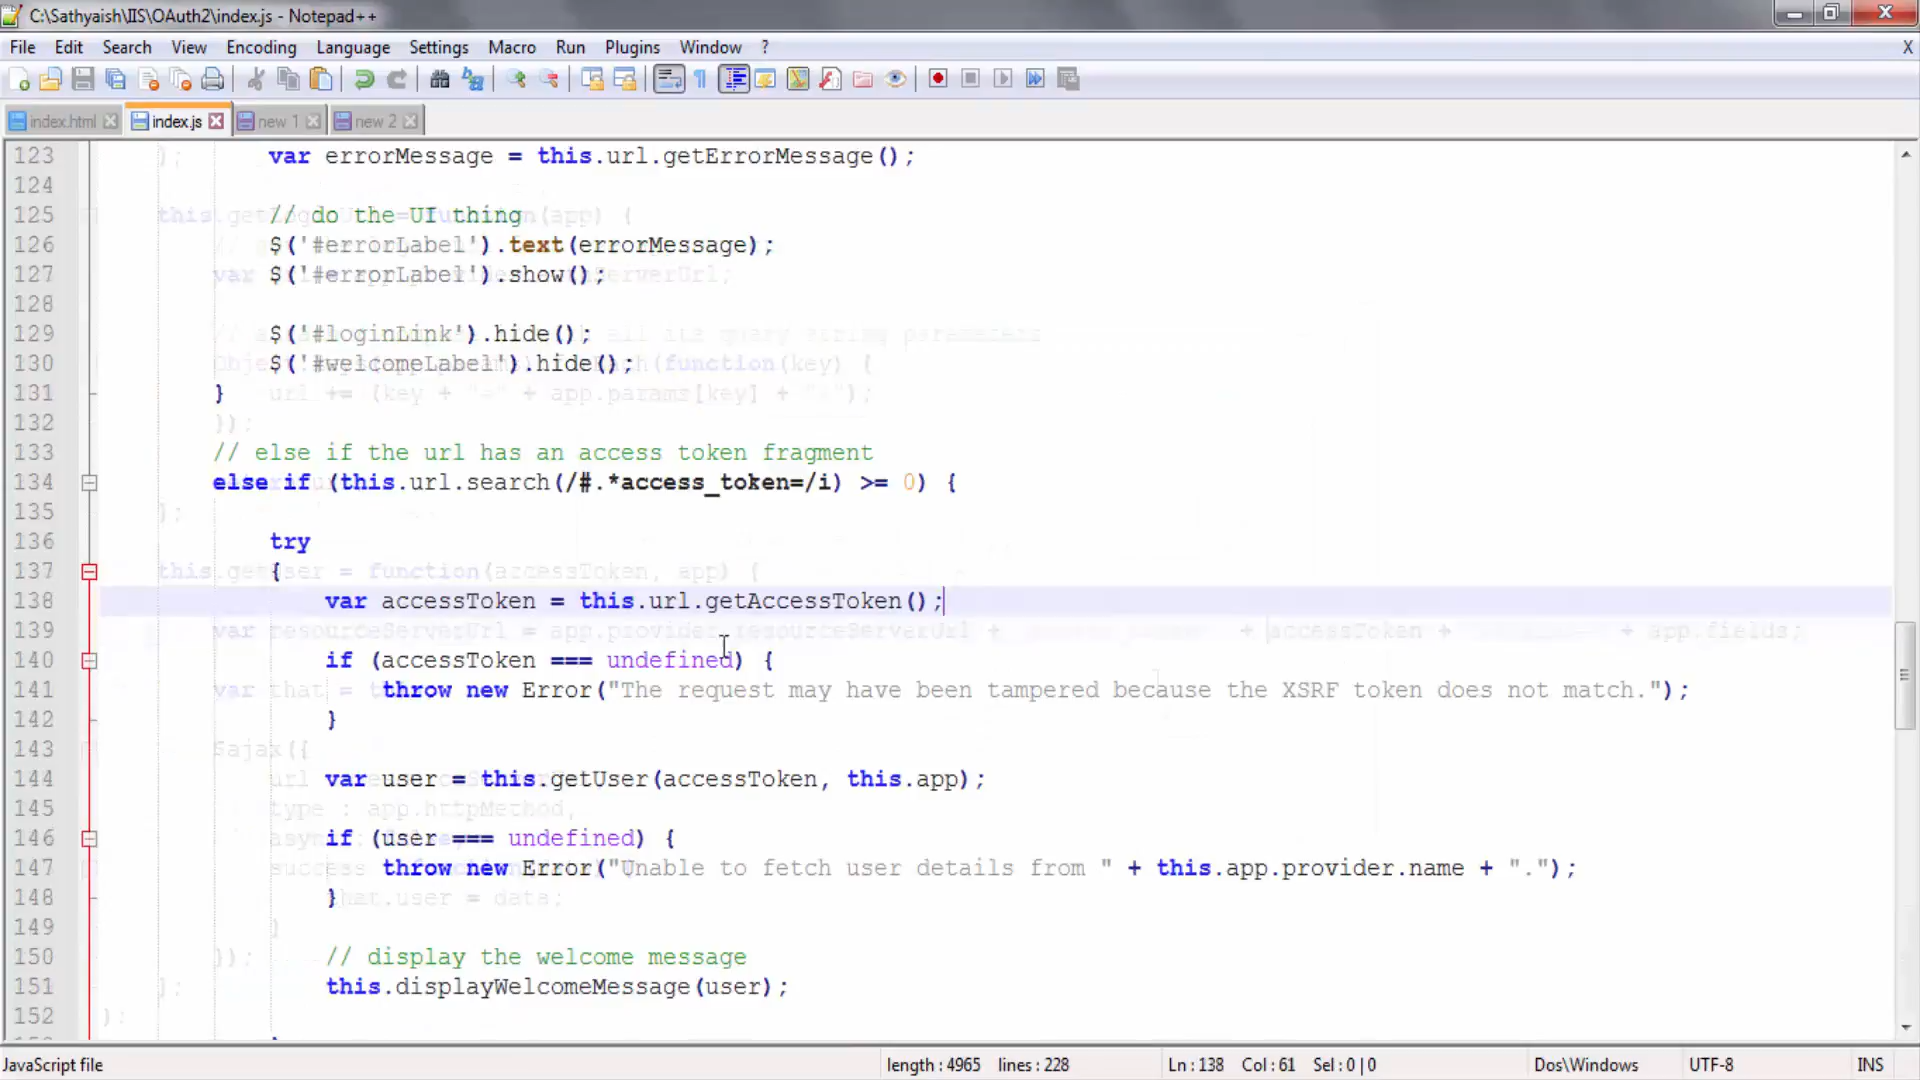 C:\Sathyaish\IIS\OAuth2\index.js - Notepad++
File Edit Search View Encoding Language Settings Macro Run Plugins Window ? X
index.html index.js new 1 new 2
123 var errorMessage = this.url.getErrorMessage();
124
125 // do the UI thing
126 $('#errorLabel').text(errorMessage);
127 $('#errorLabel').show();
128
129 $('#loginLink').hide();
130 $('#welcomeLabel').hide();
131 }
132
133 // else if the url has an access token fragment
134 else if (this.url.search(/#.*access_token=/i) >= 0) {
135
136 try
137 {
138 var accessToken = this.url.getAccessToken();
139
140 if (accessToken === undefined) {
141 throw new Error("The request may have been tampered because the XSRF token does not match.");
142 }
143
144 var user = this.getUser(accessToken, this.app);
145
146 if (user === undefined) {
147 throw new Error("Unable to fetch user details from " + this.app.provider.name + ".");
148 }
149
150 // display the welcome message
151 this.displayWelcomeMessage(user);
152
JavaScript file length : 4965 lines : 228 Ln : 138 Col : 61 Sel : 0 | 0 Dos\Windows UTF-8 INS